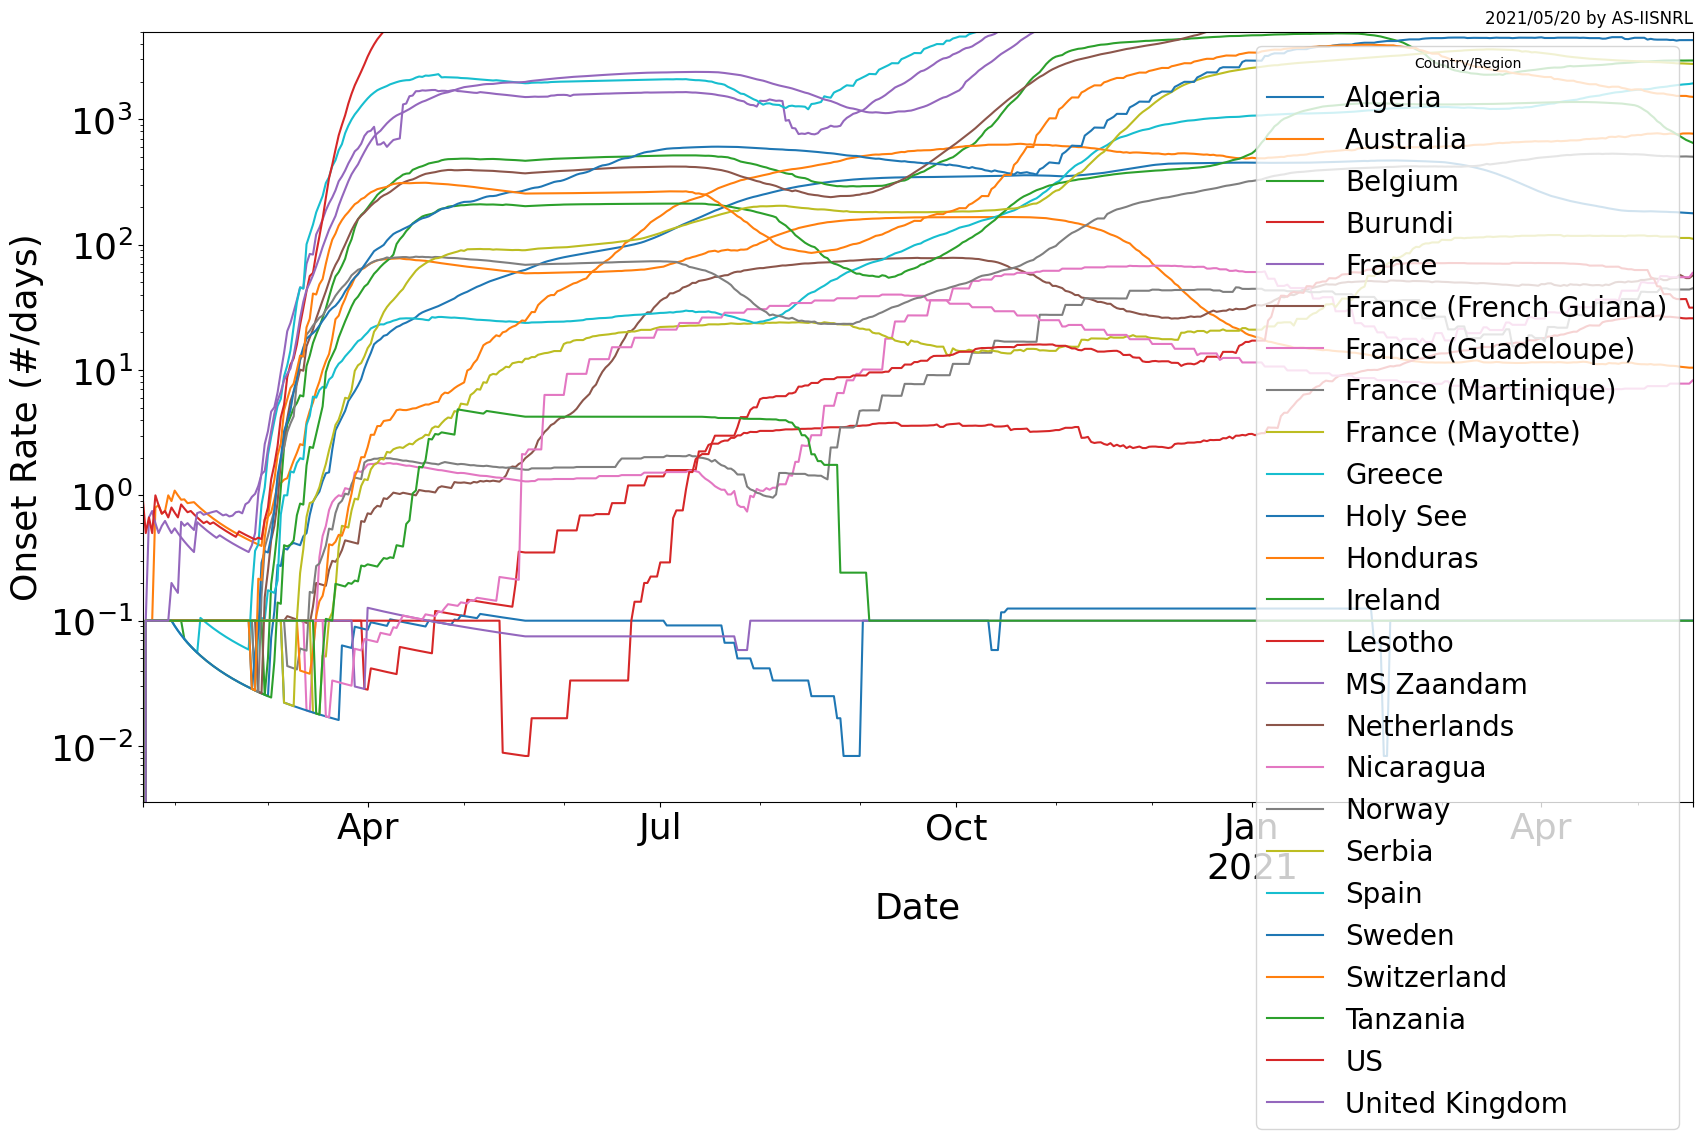 2021/05/20 by AS-IISNRL
Onset Rate (#/days)
10³
10²
10¹
10⁰
10⁻¹
10⁻²
Apr
Jul
Oct
Jan
2021
Apr
Date
Country/Region
Algeria
Australia
Belgium
Burundi
France
France (French Guiana)
France (Guadeloupe)
France (Martinique)
France (Mayotte)
Greece
Holy See
Honduras
Ireland
Lesotho
MS Zaandam
Netherlands
Nicaragua
Norway
Serbia
Spain
Sweden
Switzerland
Tanzania
US
United Kingdom